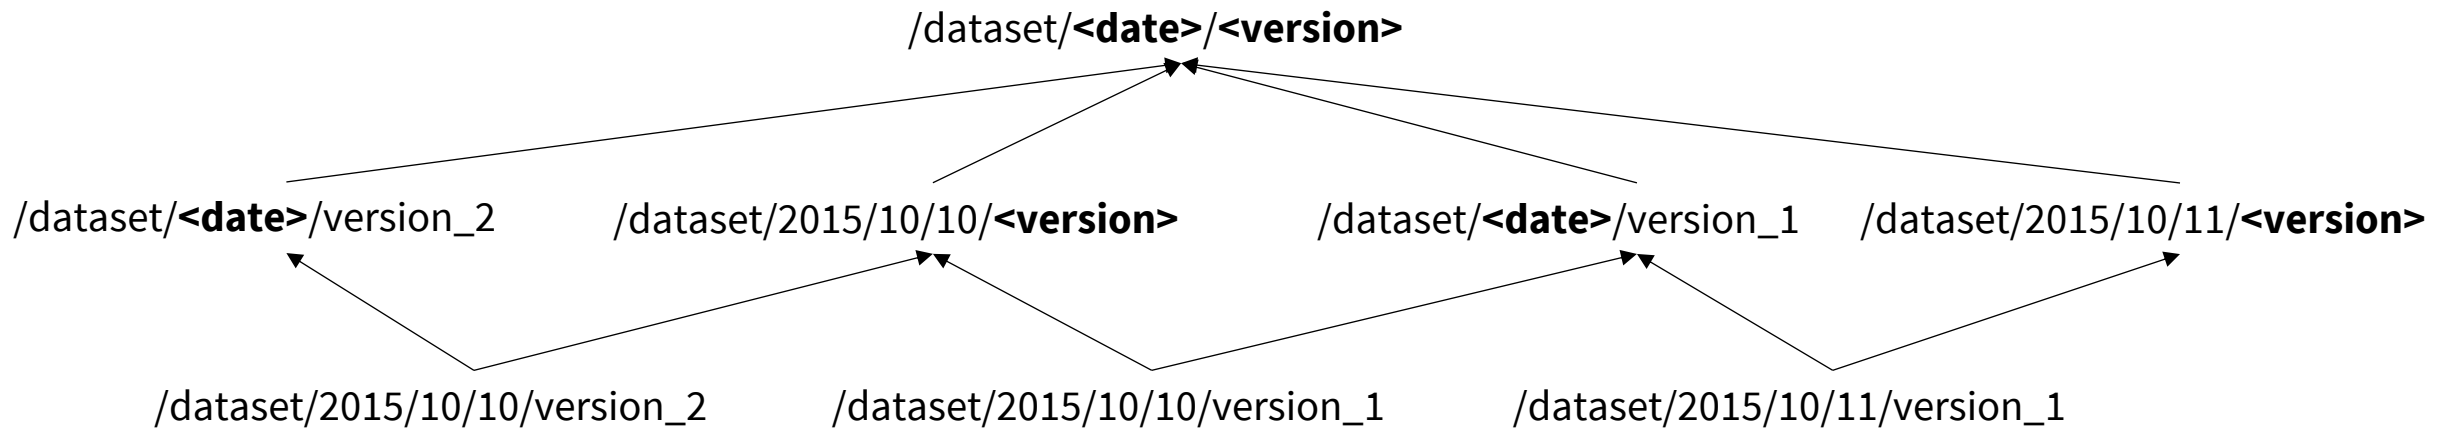 /dataset/<date>/<version>
/dataset/<date>/version_2
/dataset/2015/10/10/<version>
/dataset/<date>/version_1
/dataset/2015/10/11/<version>
/dataset/2015/10/10/version_2
/dataset/2015/10/10/version_1
/dataset/2015/10/11/version_1